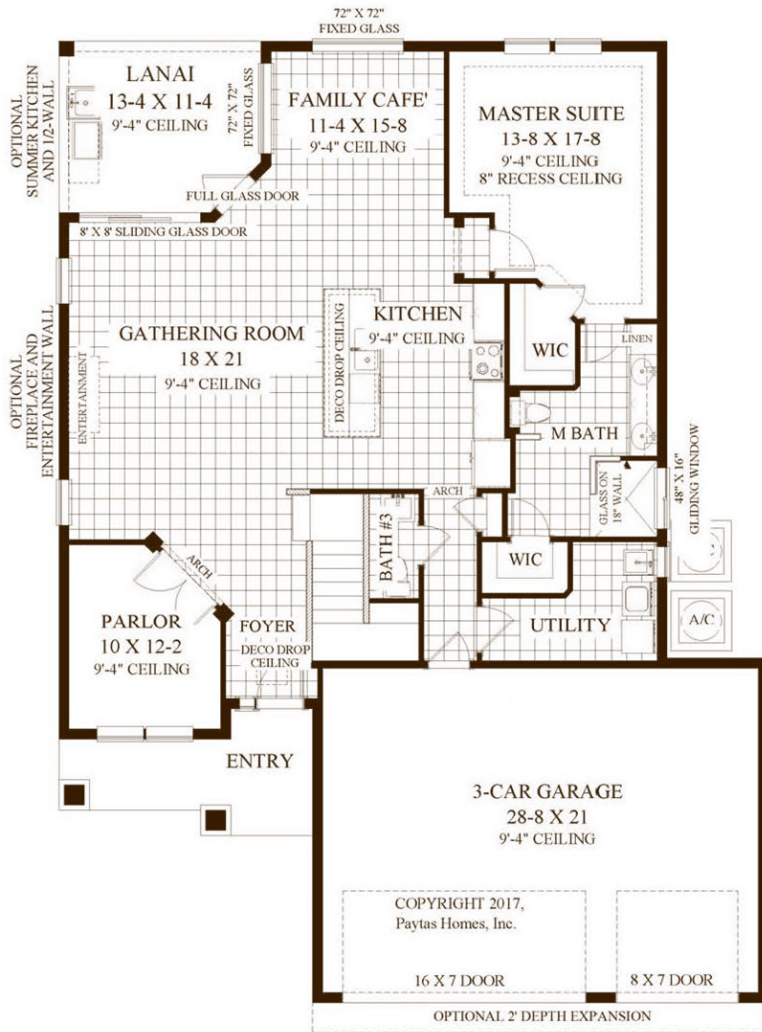 72" X 72"
FIXED GLASS
OPTIONAL
SUMMER KITCHEN
AND 1/2-WALL
LANAI
13-4 X 11-4
9'-4" CEILING
72" X 72"
FIXED GLASS
FAMILY CAFE'
11-4 X 15-8
9'-4" CEILING
MASTER SUITE
13-8 X 17-8
9'-4" CEILING
8" RECESS CEILING
FULL GLASS DOOR
8' X 8' SLIDING GLASS DOOR
GATHERING ROOM
18 X 21
9'-4" CEILING
DECO DROP CEILING
KITCHEN
9'-4" CEILING
WIC
LINEN
OPTIONAL
FIREPLACE AND
ENTERTAINMENT WALL
ENTERTAINMENT
M BATH
GLASS ON
18" WALL
48" X 16"
GLIDING WINDOW
ARCH
BATH #3
WIC
ARCH
PARLOR
10 X 12-2
9'-4" CEILING
FOYER
DECO DROP
CEILING
UTILITY
A/C
ENTRY
3-CAR GARAGE
28-8 X 21
9'-4" CEILING
COPYRIGHT 2017,
Paytas Homes, Inc.
16 X 7 DOOR
8 X 7 DOOR
OPTIONAL 2' DEPTH EXPANSION